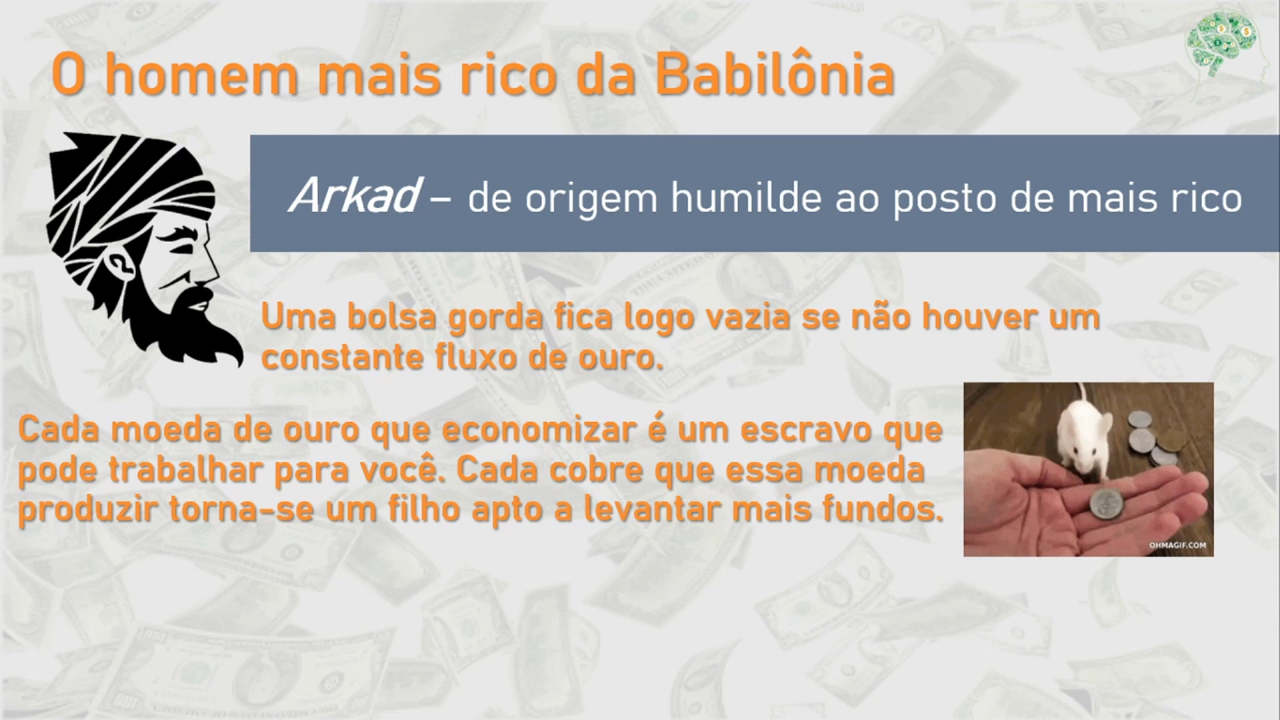 O homem mais rico da Babilônia
Arkad – de origem humilde ao posto de mais rico
Uma bolsa gorda fica logo vazia se não houver um
constante fluxo de ouro.
Cada moeda de ouro que economizar é um escravo que
pode trabalhar para você. Cada cobre que essa moeda
produzir torna-se um filho apto a levantar mais fundos.
OHMAGIF.COM